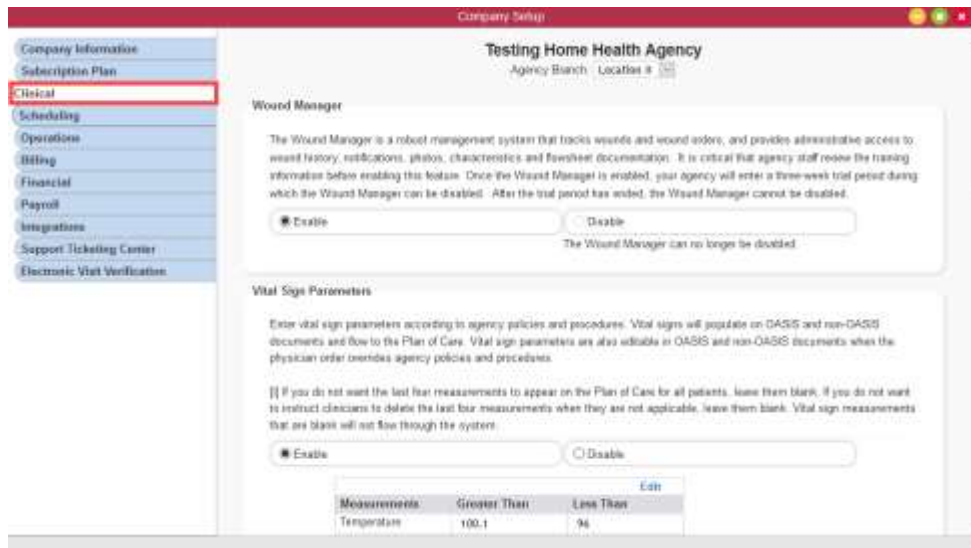 Company Setup
Company Information
Subscription Plan
Clinical
Scheduling
Operations
Billing
Financial
Payroll
Integrations
Support Ticketing Center
Electronic Visit Verification
Testing Home Health Agency
Agency Branch Location #
Wound Manager
The Wound Manager is a robust management system that tracks wounds and wound orders, and provides administrative access to
wound history, notifications, photos, characteristics and flowsheet documentation. It is critical that agency staff review the training
information before enabling this feature. Once the Wound Manager is enabled, your agency will enter a three-week trial period during
which the Wound Manager can be disabled. After the trial period has ended, the Wound Manager cannot be disabled.
Enable Disable
The Wound Manager can no longer be disabled
Vital Sign Parameters
Enter vital sign parameters according to agency policies and procedures. Vital signs will populate on OASIS and non-OASIS
documents and flow to the Plan of Care. Vital sign parameters are also editable in OASIS and non-OASIS documents when the
physician order overrides agency policies and procedures.
If you do not want the last four measurements to appear on the Plan of Care for all patients, leave them blank. If you do not want
to instruct clinicians to delete the last four measurements when they are not applicable, leave them blank. Vital sign measurements
that are blank will not flow through the system.
Enable Disable
Edit
Measurements Greater Than Less Than
Temperature 100.1 96